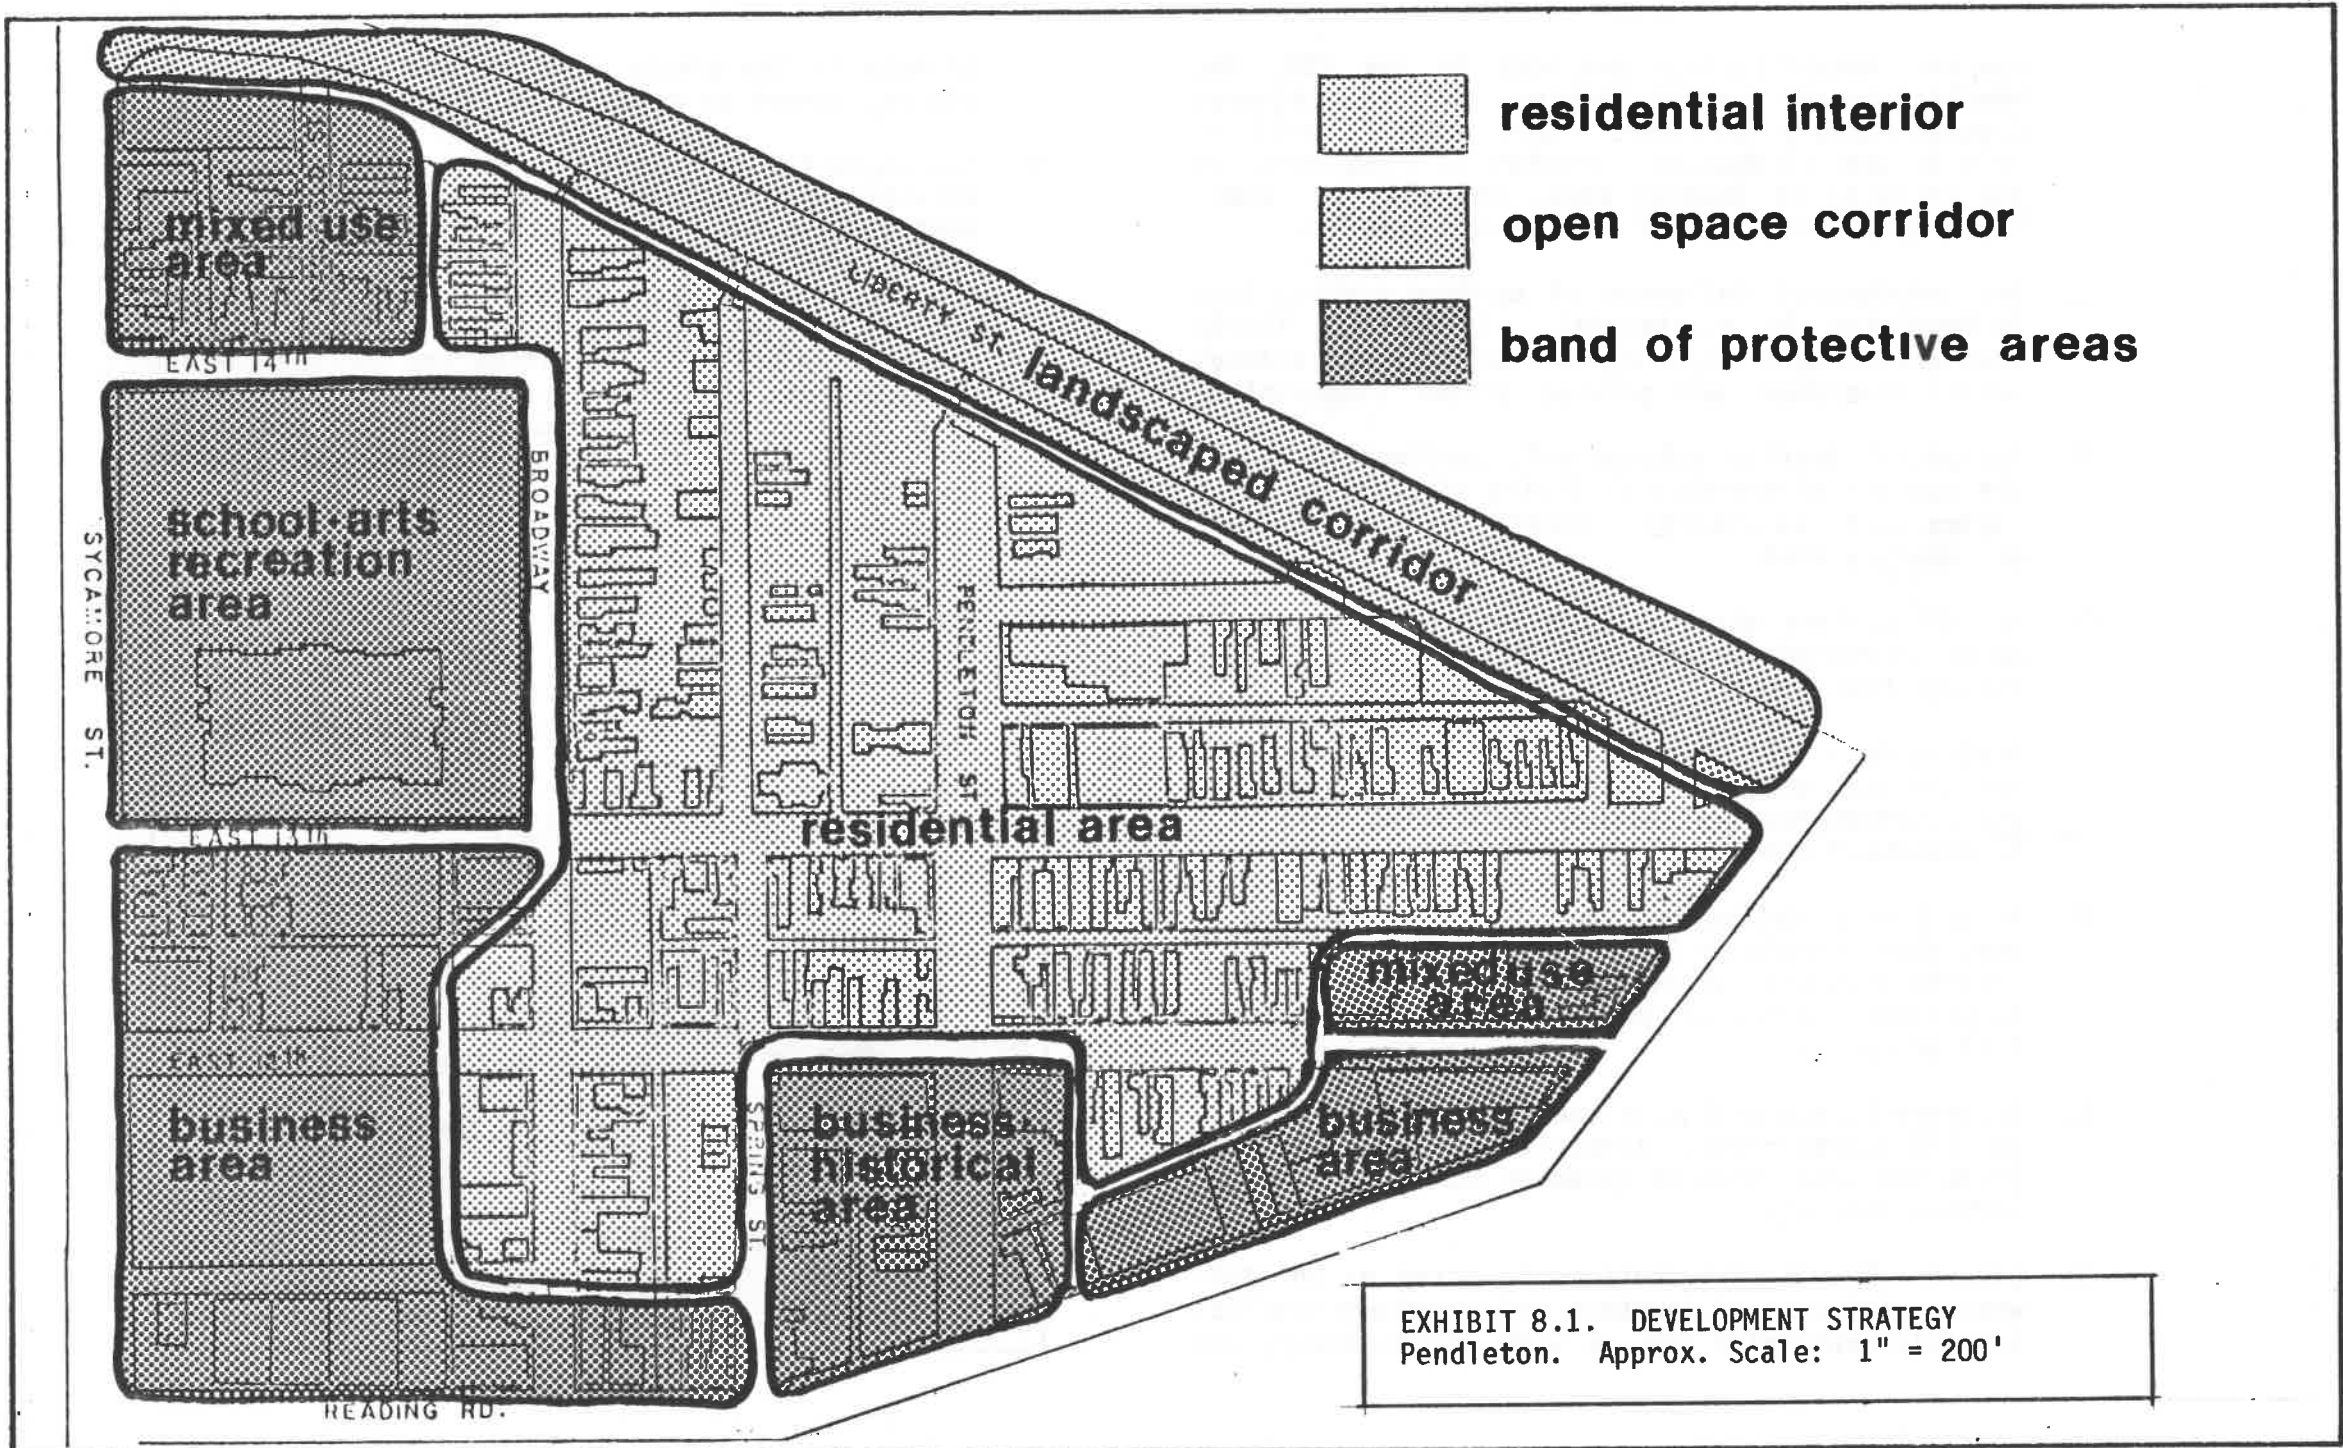 residential interior
open space corridor
band of protective areas
mixed use
area
EAST 14th
LIBERTY ST.
landscaped corridor
BROADWAY
school·arts
recreation
area
SYCAMORE ST.
PENTLETON ST.
residential area
EAST 13th
mixed use
area
EAST
business
area
SPRING ST.
business·
historical
area
business
area
READING RD.
EXHIBIT 8.1. DEVELOPMENT STRATEGY
Pendleton. Approx. Scale: 1" = 200'